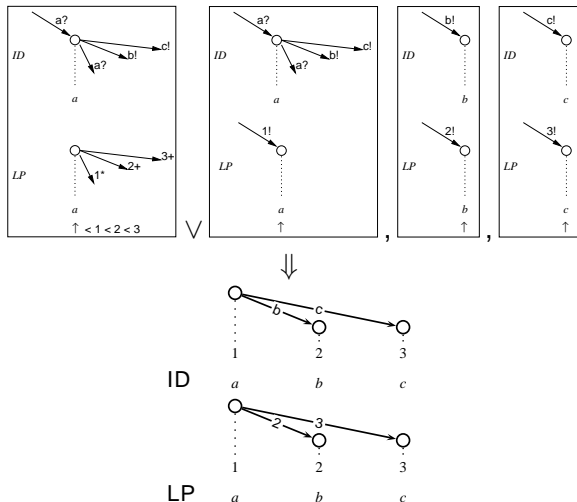 a? a? b! c!
ID
a
1* 2+ 3+
LP
a
↑ < 1 < 2 < 3
∨
a? a? b! c!
ID
a
1!
LP
a
↑
,
b!
ID
b
2!
LP
b
↑
,
c!
ID
c
3!
LP
c
↑
⇓
b c
1 2 3
ID a b c
2 3
1 2 3
LP a b c